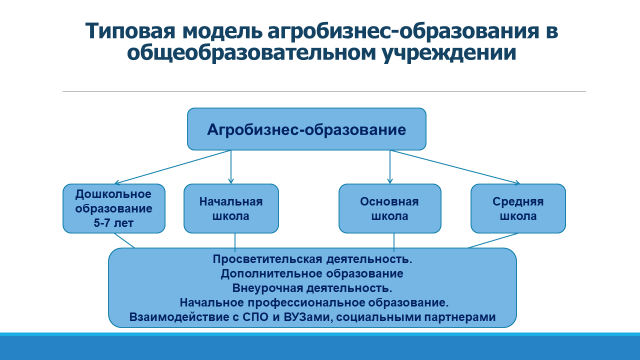 Типовая модель агробизнес-образования в
общеобразовательном учреждении
Агробизнес-образование
Дошкольное
образование
5-7 лет
Начальная
школа
Основная
школа
Средняя
школа
Просветительская деятельность.
Дополнительное образование
Внеурочная деятельность.
Начальное профессиональное образование.
Взаимодействие с СПО и ВУЗами, социальными партнерами